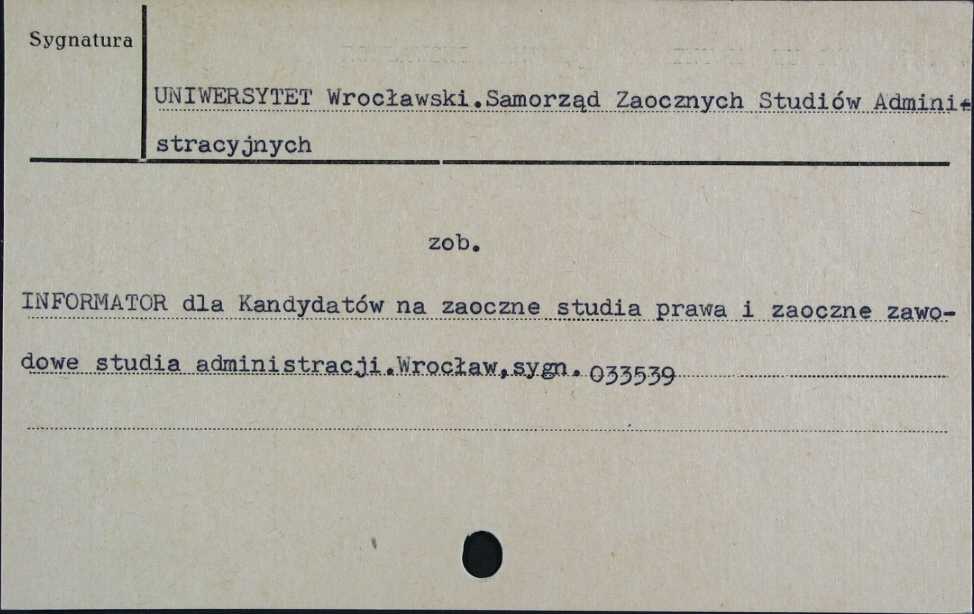 Sygnatura
UNIWERSYTET Wrocławski.Samorząd Zaocznych Studiów Admini-
stracyjnych
zob.
INFORMATOR dla Kandydatów na zaoczne studia prawa i zaoczne zawo-
dowe studia administracji.Wrocław,sygn. 033539